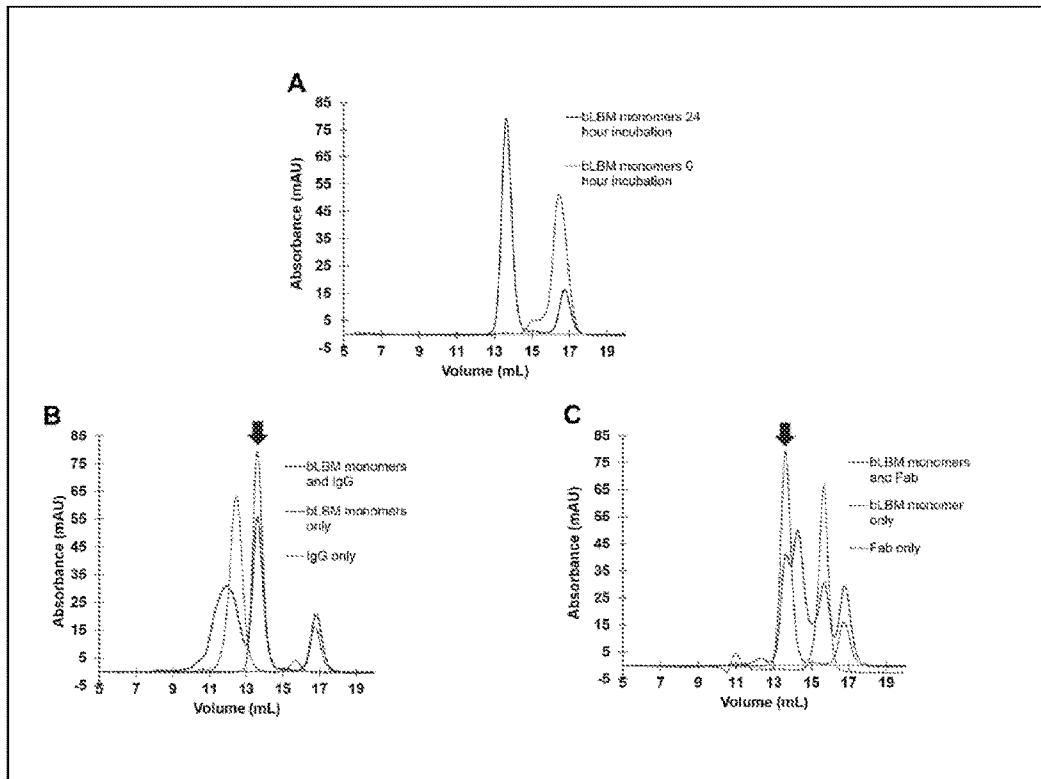 A
85
75
65
55
45
35
25
15
5
-5
Absorbance (mAU)
5 7 9 11 13 15 17 19
Volume (mL)
bLBM monomers 24
hour incubation
bLBM monomers 0
hour incubation
B
85
75
65
55
45
35
25
15
5
-5
Absorbance (mAU)
5 7 9 11 13 15 17 19
Volume (mL)
bLBM monomers
and IgG
bLBM monomers
only
IgG only
C
85
75
65
55
45
35
25
15
5
-5
Absorbance (mAU)
5 7 9 11 13 15 17 19
Volume (mL)
bLBM monomers
and Fab
bLBM monomer
only
Fab only